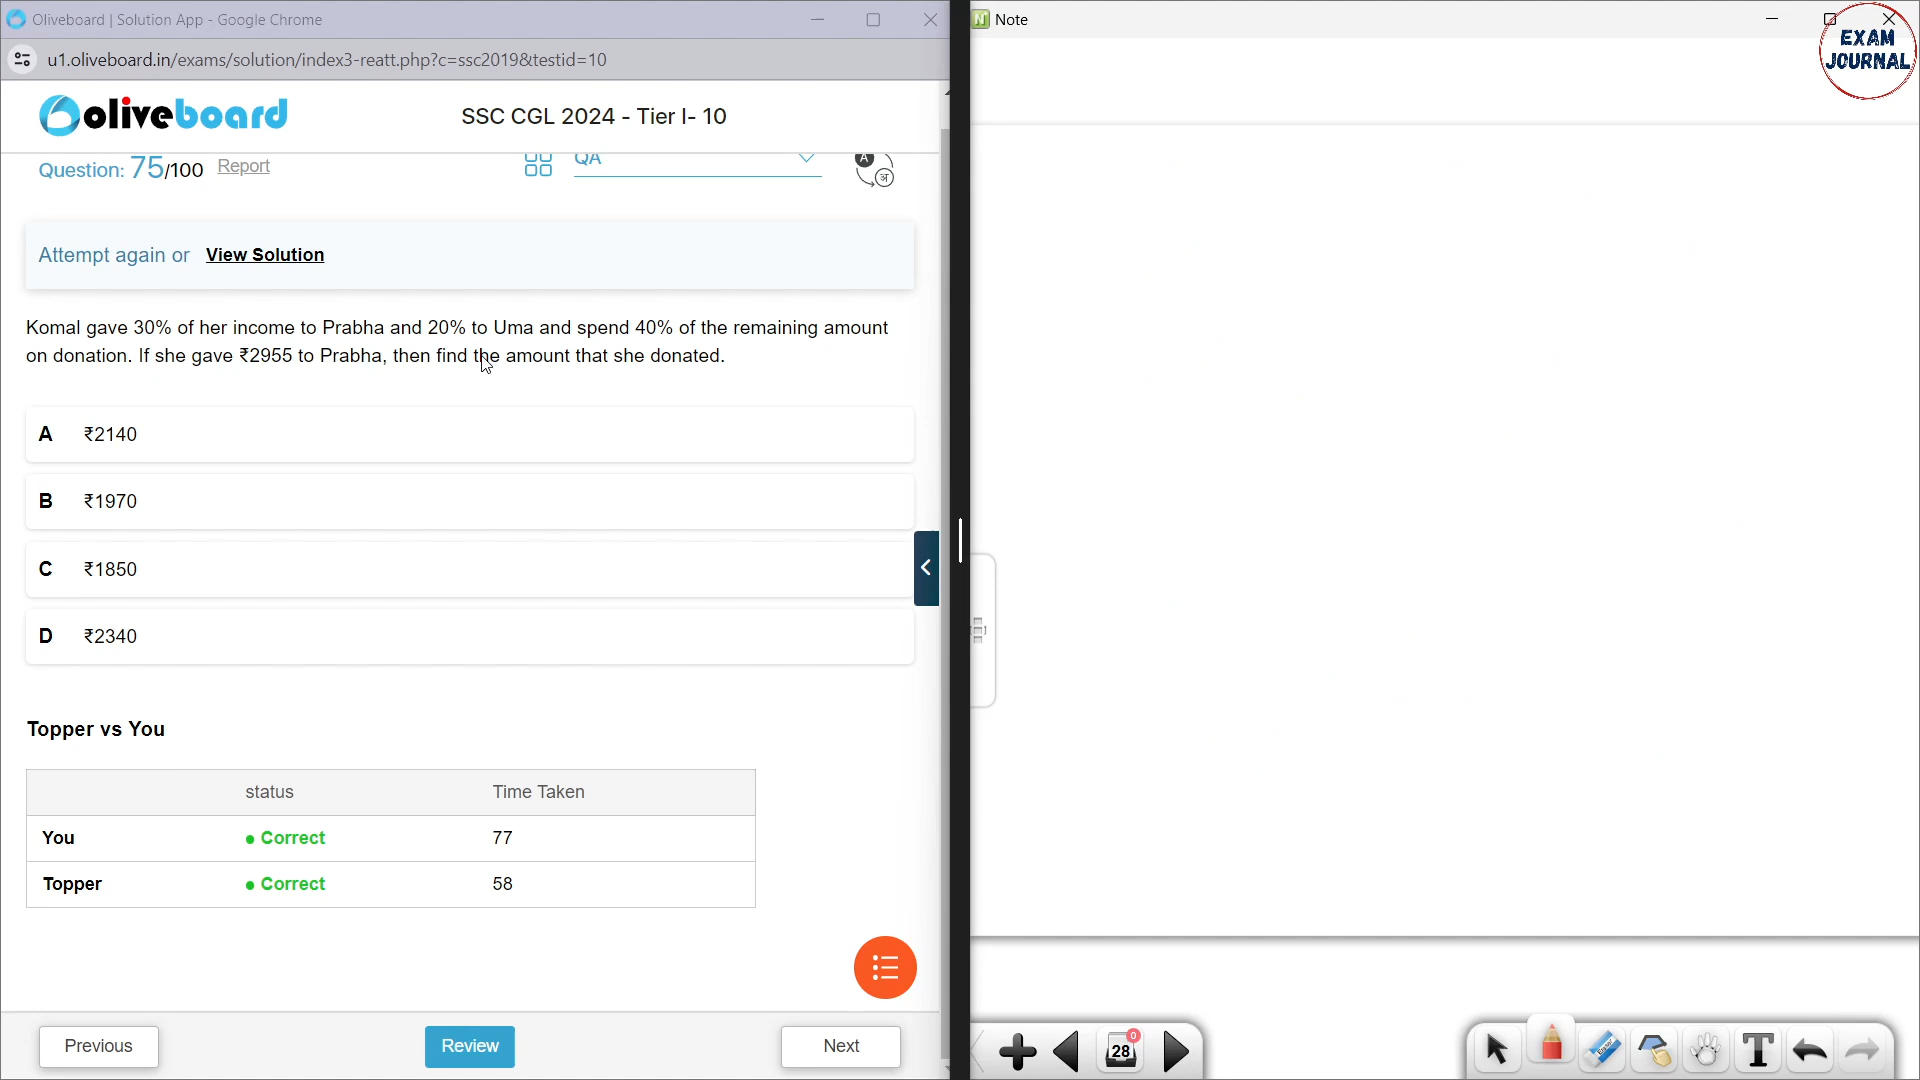 Oliveboard | Solution App - Google Chrome
u1.oliveboard.in/exams/solution/index3-reatt.php?c=ssc2019&testid=10
oliveboard
SSC CGL 2024 - Tier I- 10
Question: 75/100 Report
QA
A
अ
Attempt again or View Solution
Komal gave 30% of her income to Prabha and 20% to Uma and spend 40% of the remaining amount
on donation. If she gave ₹2955 to Prabha, then find the amount that she donated.
A ₹2140
B ₹1970
C ₹1850
D ₹2340
Topper vs You
status Time Taken
You Correct 77
Topper Correct 58
Previous Review Next
N Note
EXAM
JOURNAL
28
0
T